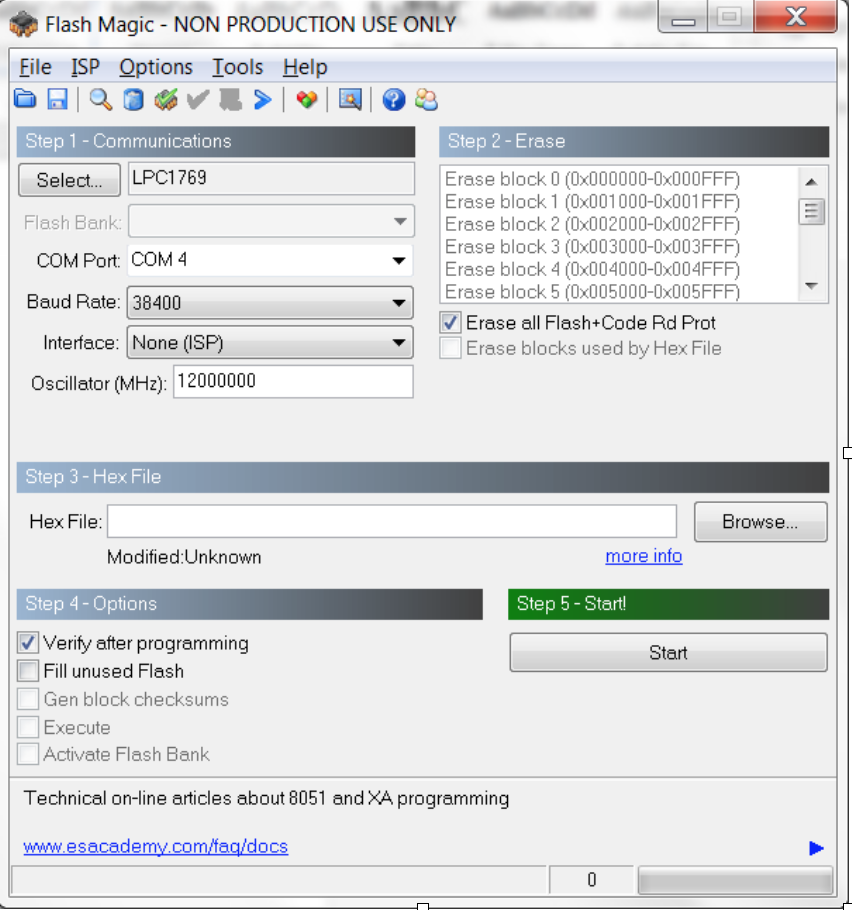 Flash Magic - NON PRODUCTION USE ONLY
File ISP Options Tools Help
Step 1 - Communications
Select... LPC1769
Flash Bank:
COM Port: COM 4
Baud Rate: 38400
Interface: None (ISP)
Oscillator (MHz): 12000000
Step 2 - Erase
Erase block 0 (0x000000-0x000FFF)
Erase block 1 (0x001000-0x001FFF)
Erase block 2 (0x002000-0x002FFF)
Erase block 3 (0x003000-0x003FFF)
Erase block 4 (0x004000-0x004FFF)
Erase block 5 (0x005000-0x005FFF)
Erase all Flash+Code Rd Prot
Erase blocks used by Hex File
Step 3 - Hex File
Hex File: Browse...
Modified:Unknown more info
Step 4 - Options
Verify after programming
Fill unused Flash
Gen block checksums
Execute
Activate Flash Bank
Step 5 - Start!
Start
Technical on-line articles about 8051 and XA programming
www.esacademy.com/faq/docs
0